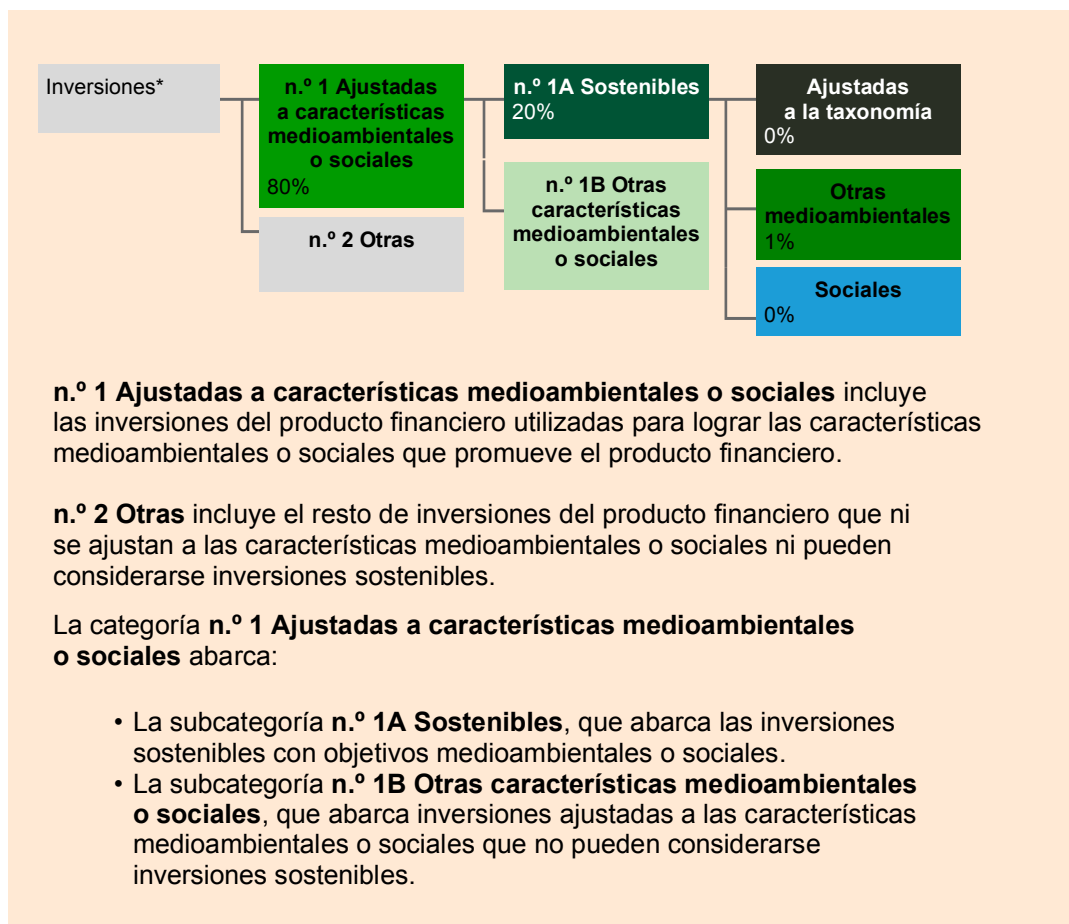 Inversiones*
n.º 1 Ajustadas
a características
medioambientales
o sociales
80%
n.º 2 Otras
n.º 1A Sostenibles
20%
n.º 1B Otras
características
medioambientales
o sociales
Ajustadas
a la taxonomía
0%
Otras
medioambientales
1%
Sociales
0%
n.º 1 Ajustadas a características medioambientales o sociales incluye
las inversiones del producto financiero utilizadas para lograr las características
medioambientales o sociales que promueve el producto financiero.
n.º 2 Otras incluye el resto de inversiones del producto financiero que ni
se ajustan a las características medioambientales o sociales ni pueden
considerarse inversiones sostenibles.
La categoría n.º 1 Ajustadas a características medioambientales
o sociales abarca:
• La subcategoría n.º 1A Sostenibles, que abarca las inversiones
sostenibles con objetivos medioambientales o sociales.
• La subcategoría n.º 1B Otras características medioambientales
o sociales, que abarca inversiones ajustadas a las características
medioambientales o sociales que no pueden considerarse
inversiones sostenibles.